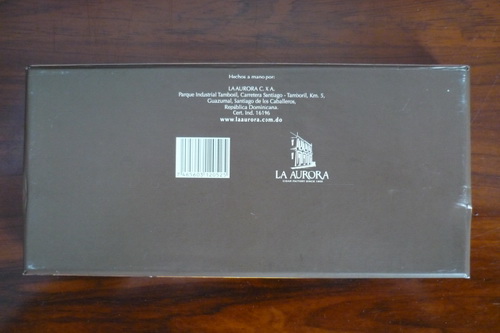 Hechos a mano por:
LA AURORA C. X A.
Parque Industrial Tamboril, Carretera Santiago - Tamboril, Km. 5.
Guazumal, Santiago de los Caballeros,
República Dominicana.
Cert. Ind. 16196
www.laaurora.com.do
LA AURORA